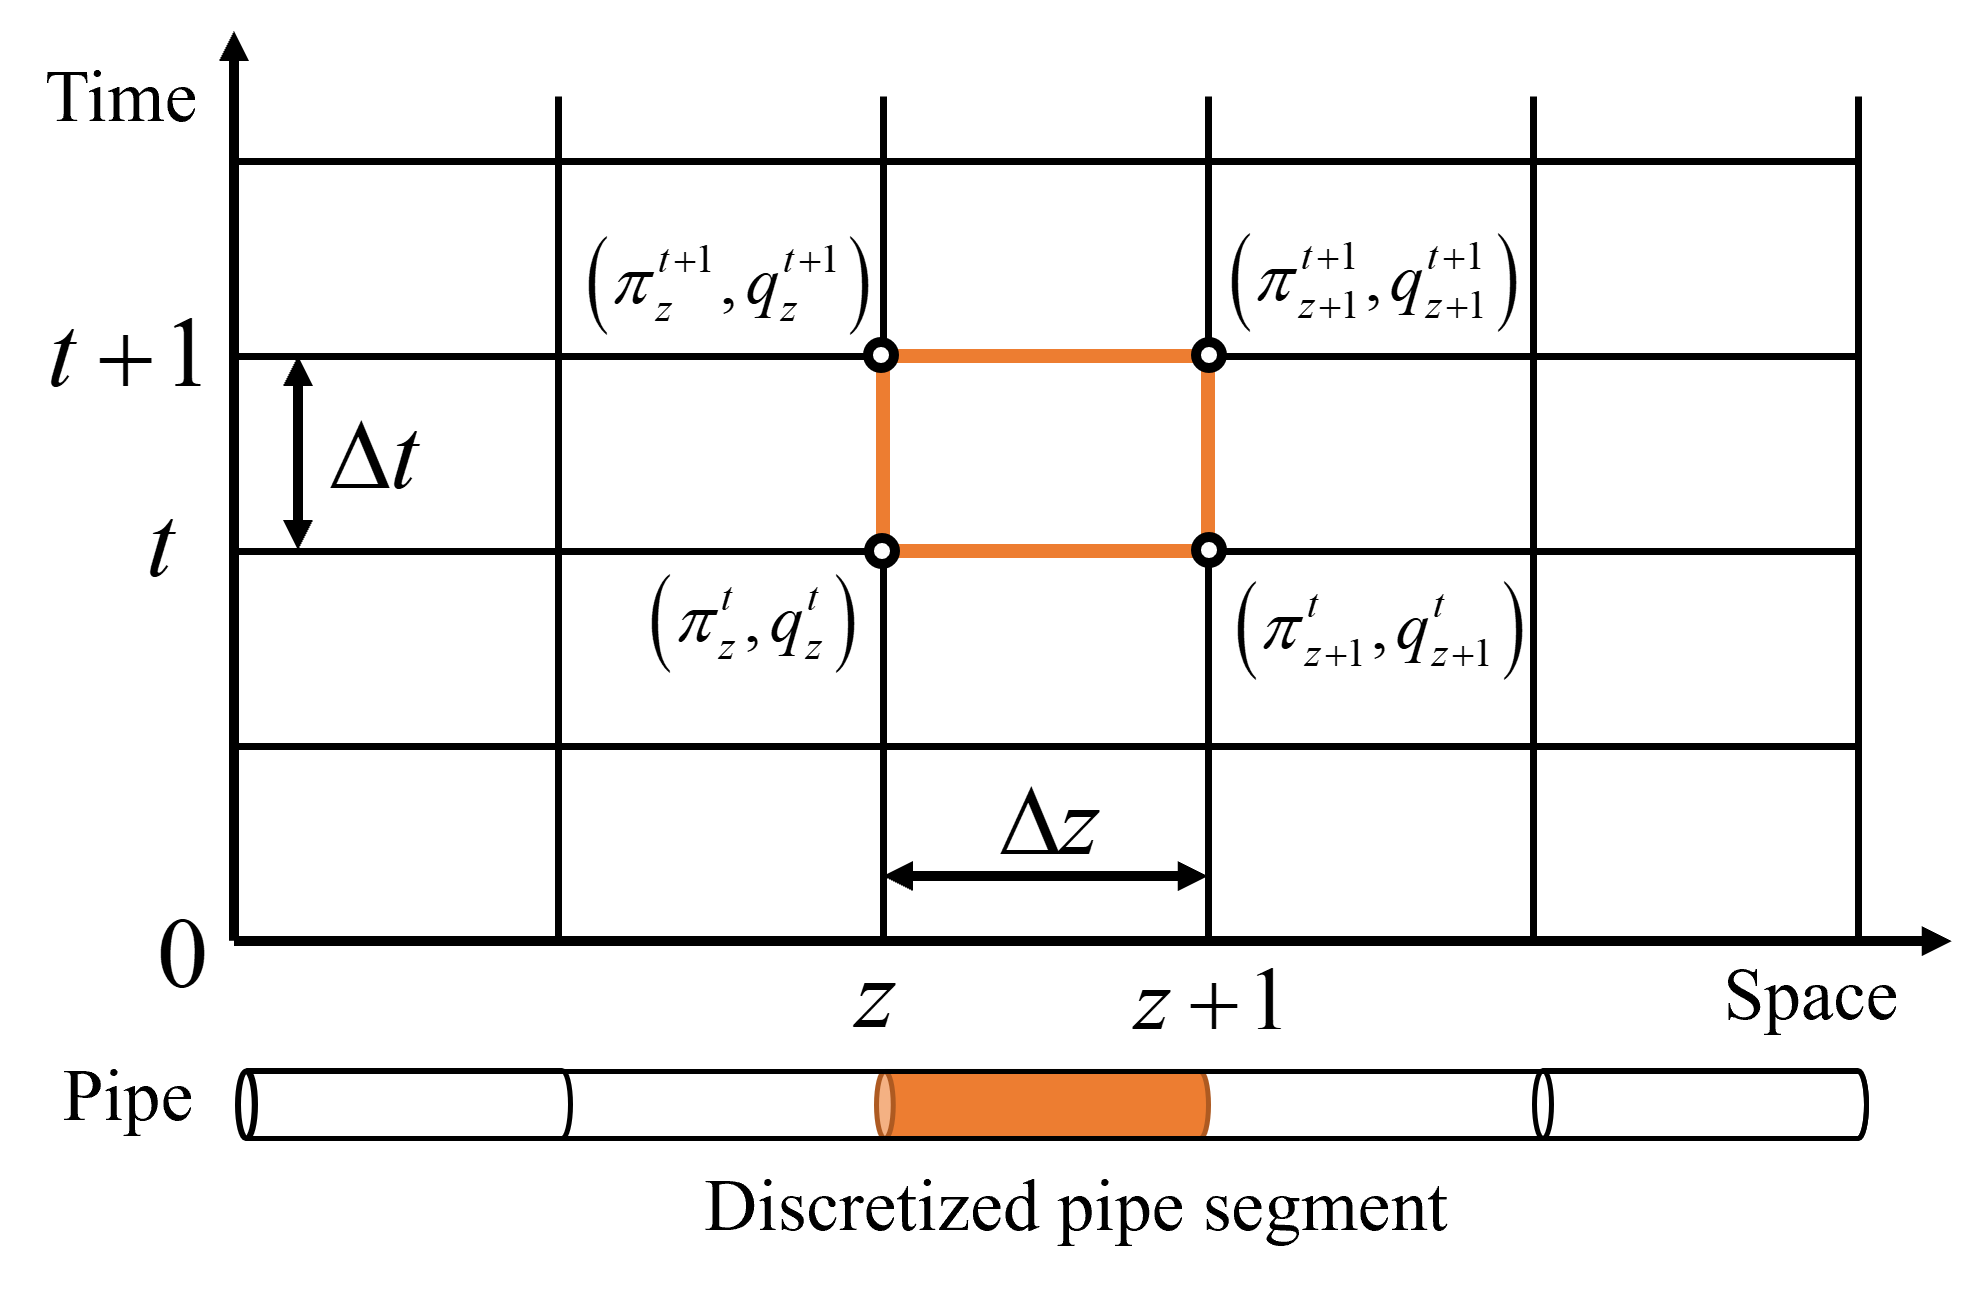 Time
(π_z^{t+1}, q_z^{t+1}) (π_{z+1}^{t+1}, q_{z+1}^{t+1})
t+1
Δt
t
(π_z^t, q_z^t) (π_{z+1}^t, q_{z+1}^t)
Δz
0
z z+1 Space
Pipe
Discretized pipe segment